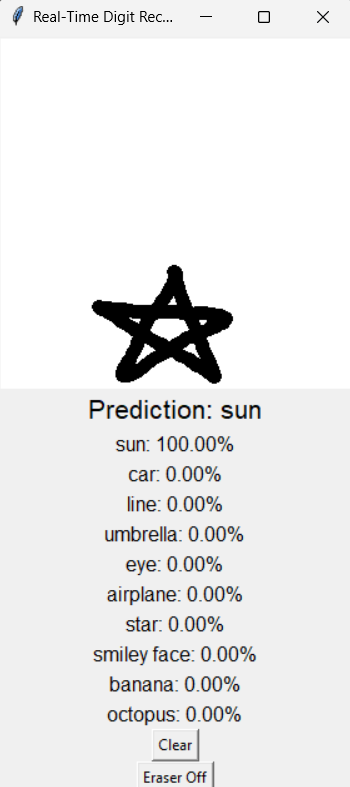 Real-Time Digit Rec...
Prediction: sun
sun: 100.00%
car: 0.00%
line: 0.00%
umbrella: 0.00%
eye: 0.00%
airplane: 0.00%
star: 0.00%
smiley face: 0.00%
banana: 0.00%
octopus: 0.00%
Clear
Eraser Off